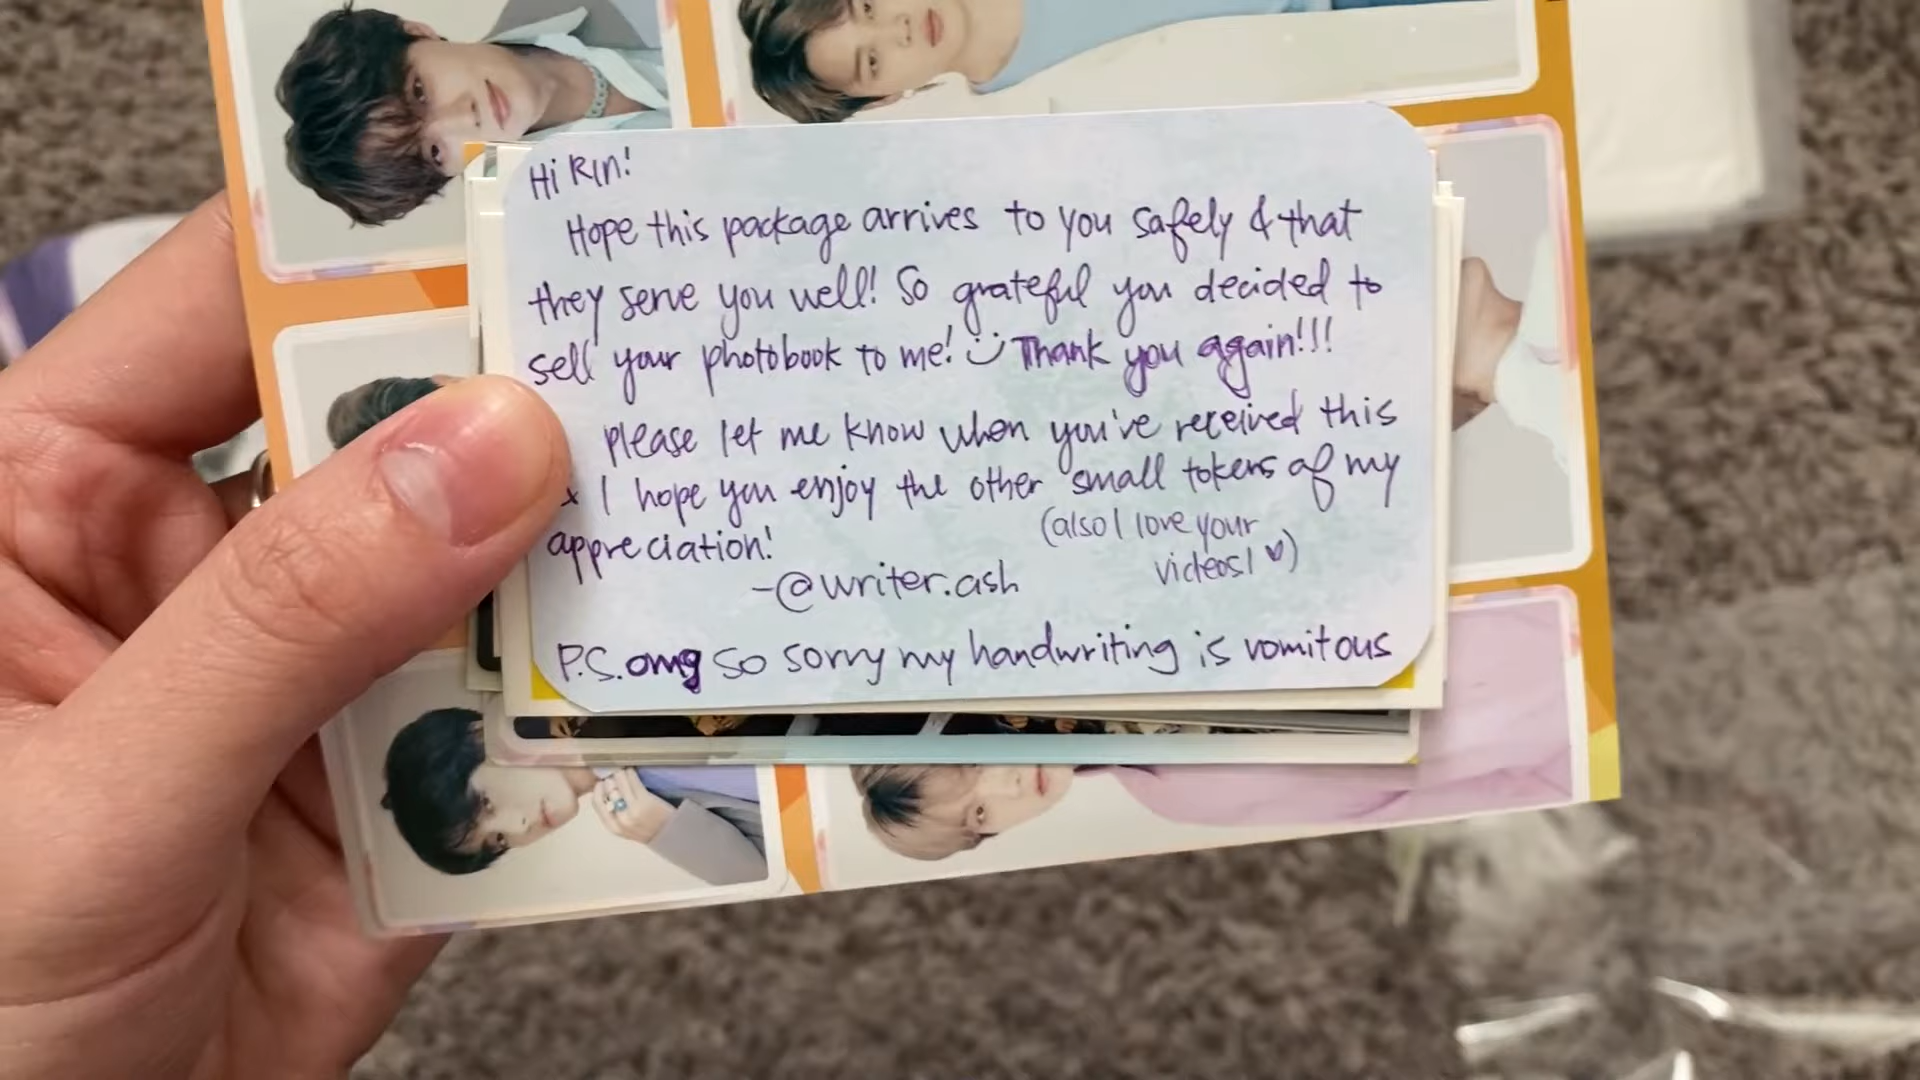 Hi Rin!
Hope this package arrives to you safely & that
they serve you well! So grateful you decided to
sell your photobook to me! :) Thank you again!!!
please let me know when you've received this
+ I hope you enjoy the other small tokens of my
appreciation!
(also I love your
videos! ♥)
-@writer.ash
P.S. omg so sorry my handwriting is vomitous